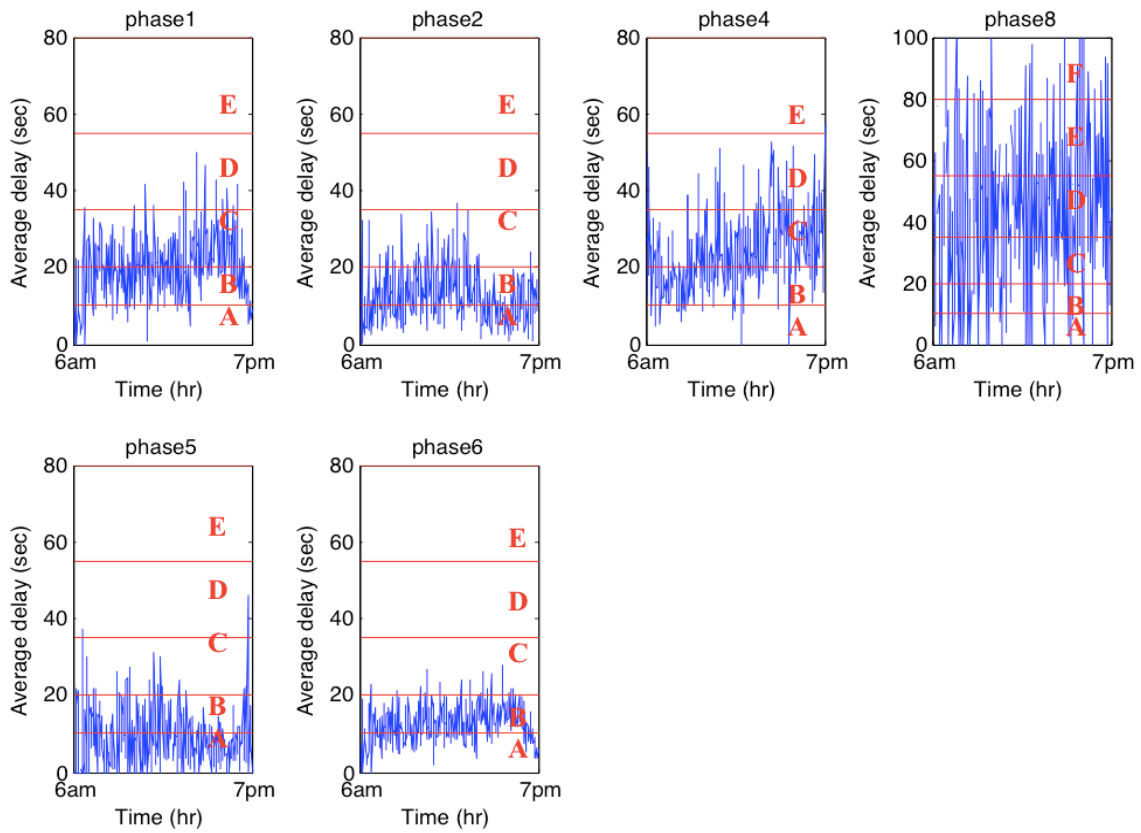 phase1
80
60
40
20
0
Average delay (sec)
E
D
C
B
A
6am
7pm
Time (hr)
phase2
80
60
40
20
0
Average delay (sec)
E
D
C
B
A
6am
7pm
Time (hr)
phase4
80
60
40
20
0
Average delay (sec)
E
D
C
B
A
6am
7pm
Time (hr)
phase8
100
80
60
40
20
0
Average delay (sec)
F
E
D
C
B
A
6am
7pm
Time (hr)
phase5
80
60
40
20
0
Average delay (sec)
E
D
C
B
A
6am
7pm
Time (hr)
phase6
80
60
40
20
0
Average delay (sec)
E
D
C
B
A
6am
7pm
Time (hr)